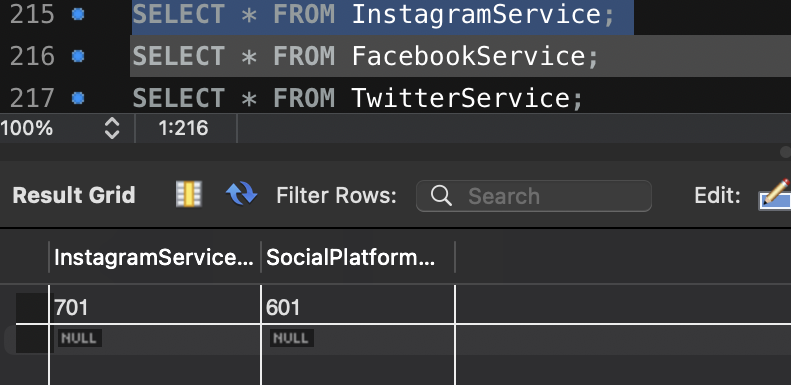 215 SELECT * FROM InstagramService;
216 SELECT * FROM FacebookService;
217 SELECT * FROM TwitterService;
100% 1:216
Result Grid Filter Rows: Search Edit:
InstagramService... SocialPlatform...
701 601
NULL NULL